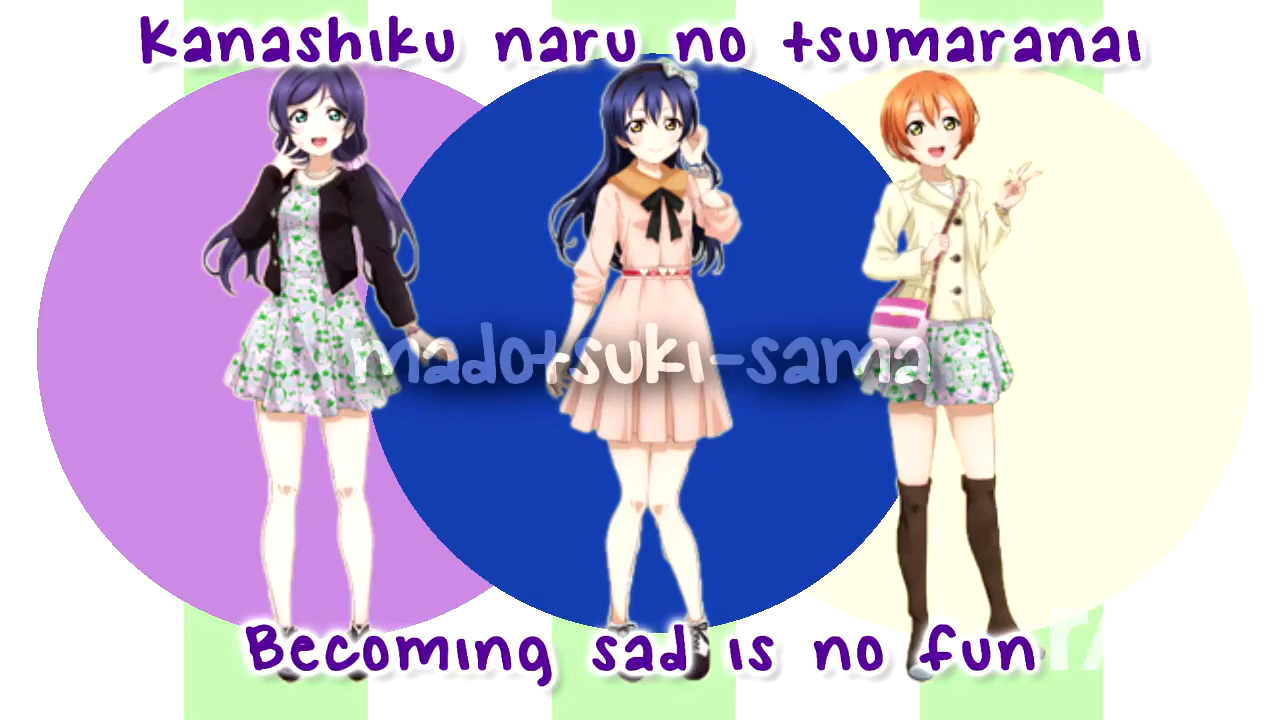 Kanashiku naru no tsumaranai
madotsuki-sama
Becoming sad is no fun